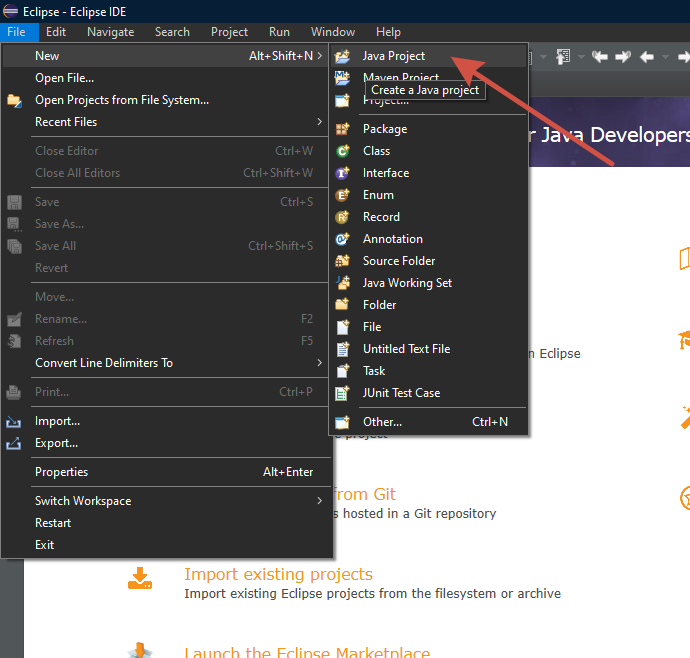 Eclipse - Eclipse IDE
File Edit Navigate Search Project Run Window Help
New Alt+Shift+N
Open File...
Open Projects from File System...
Recent Files
Close Editor Ctrl+W
Close All Editors Ctrl+Shift+W
Save Ctrl+S
Save As...
Save All Ctrl+Shift+S
Revert
Move...
Rename... F2
Refresh F5
Convert Line Delimiters To
Print... Ctrl+P
Import...
Export...
Properties Alt+Enter
Switch Workspace
Restart
Exit
Java Project
Maven Project
Create a Java project
Project...
Package
Class
Interface
Enum
Record
Annotation
Source Folder
Java Working Set
Folder
File
Untitled Text File
Task
JUnit Test Case
Other... Ctrl+N
r Java Developers
n Eclipse
project
from Git
s hosted in a Git repository
Import existing projects
Import existing Eclipse projects from the filesystem or archive
Launch the Eclipse Marketplace